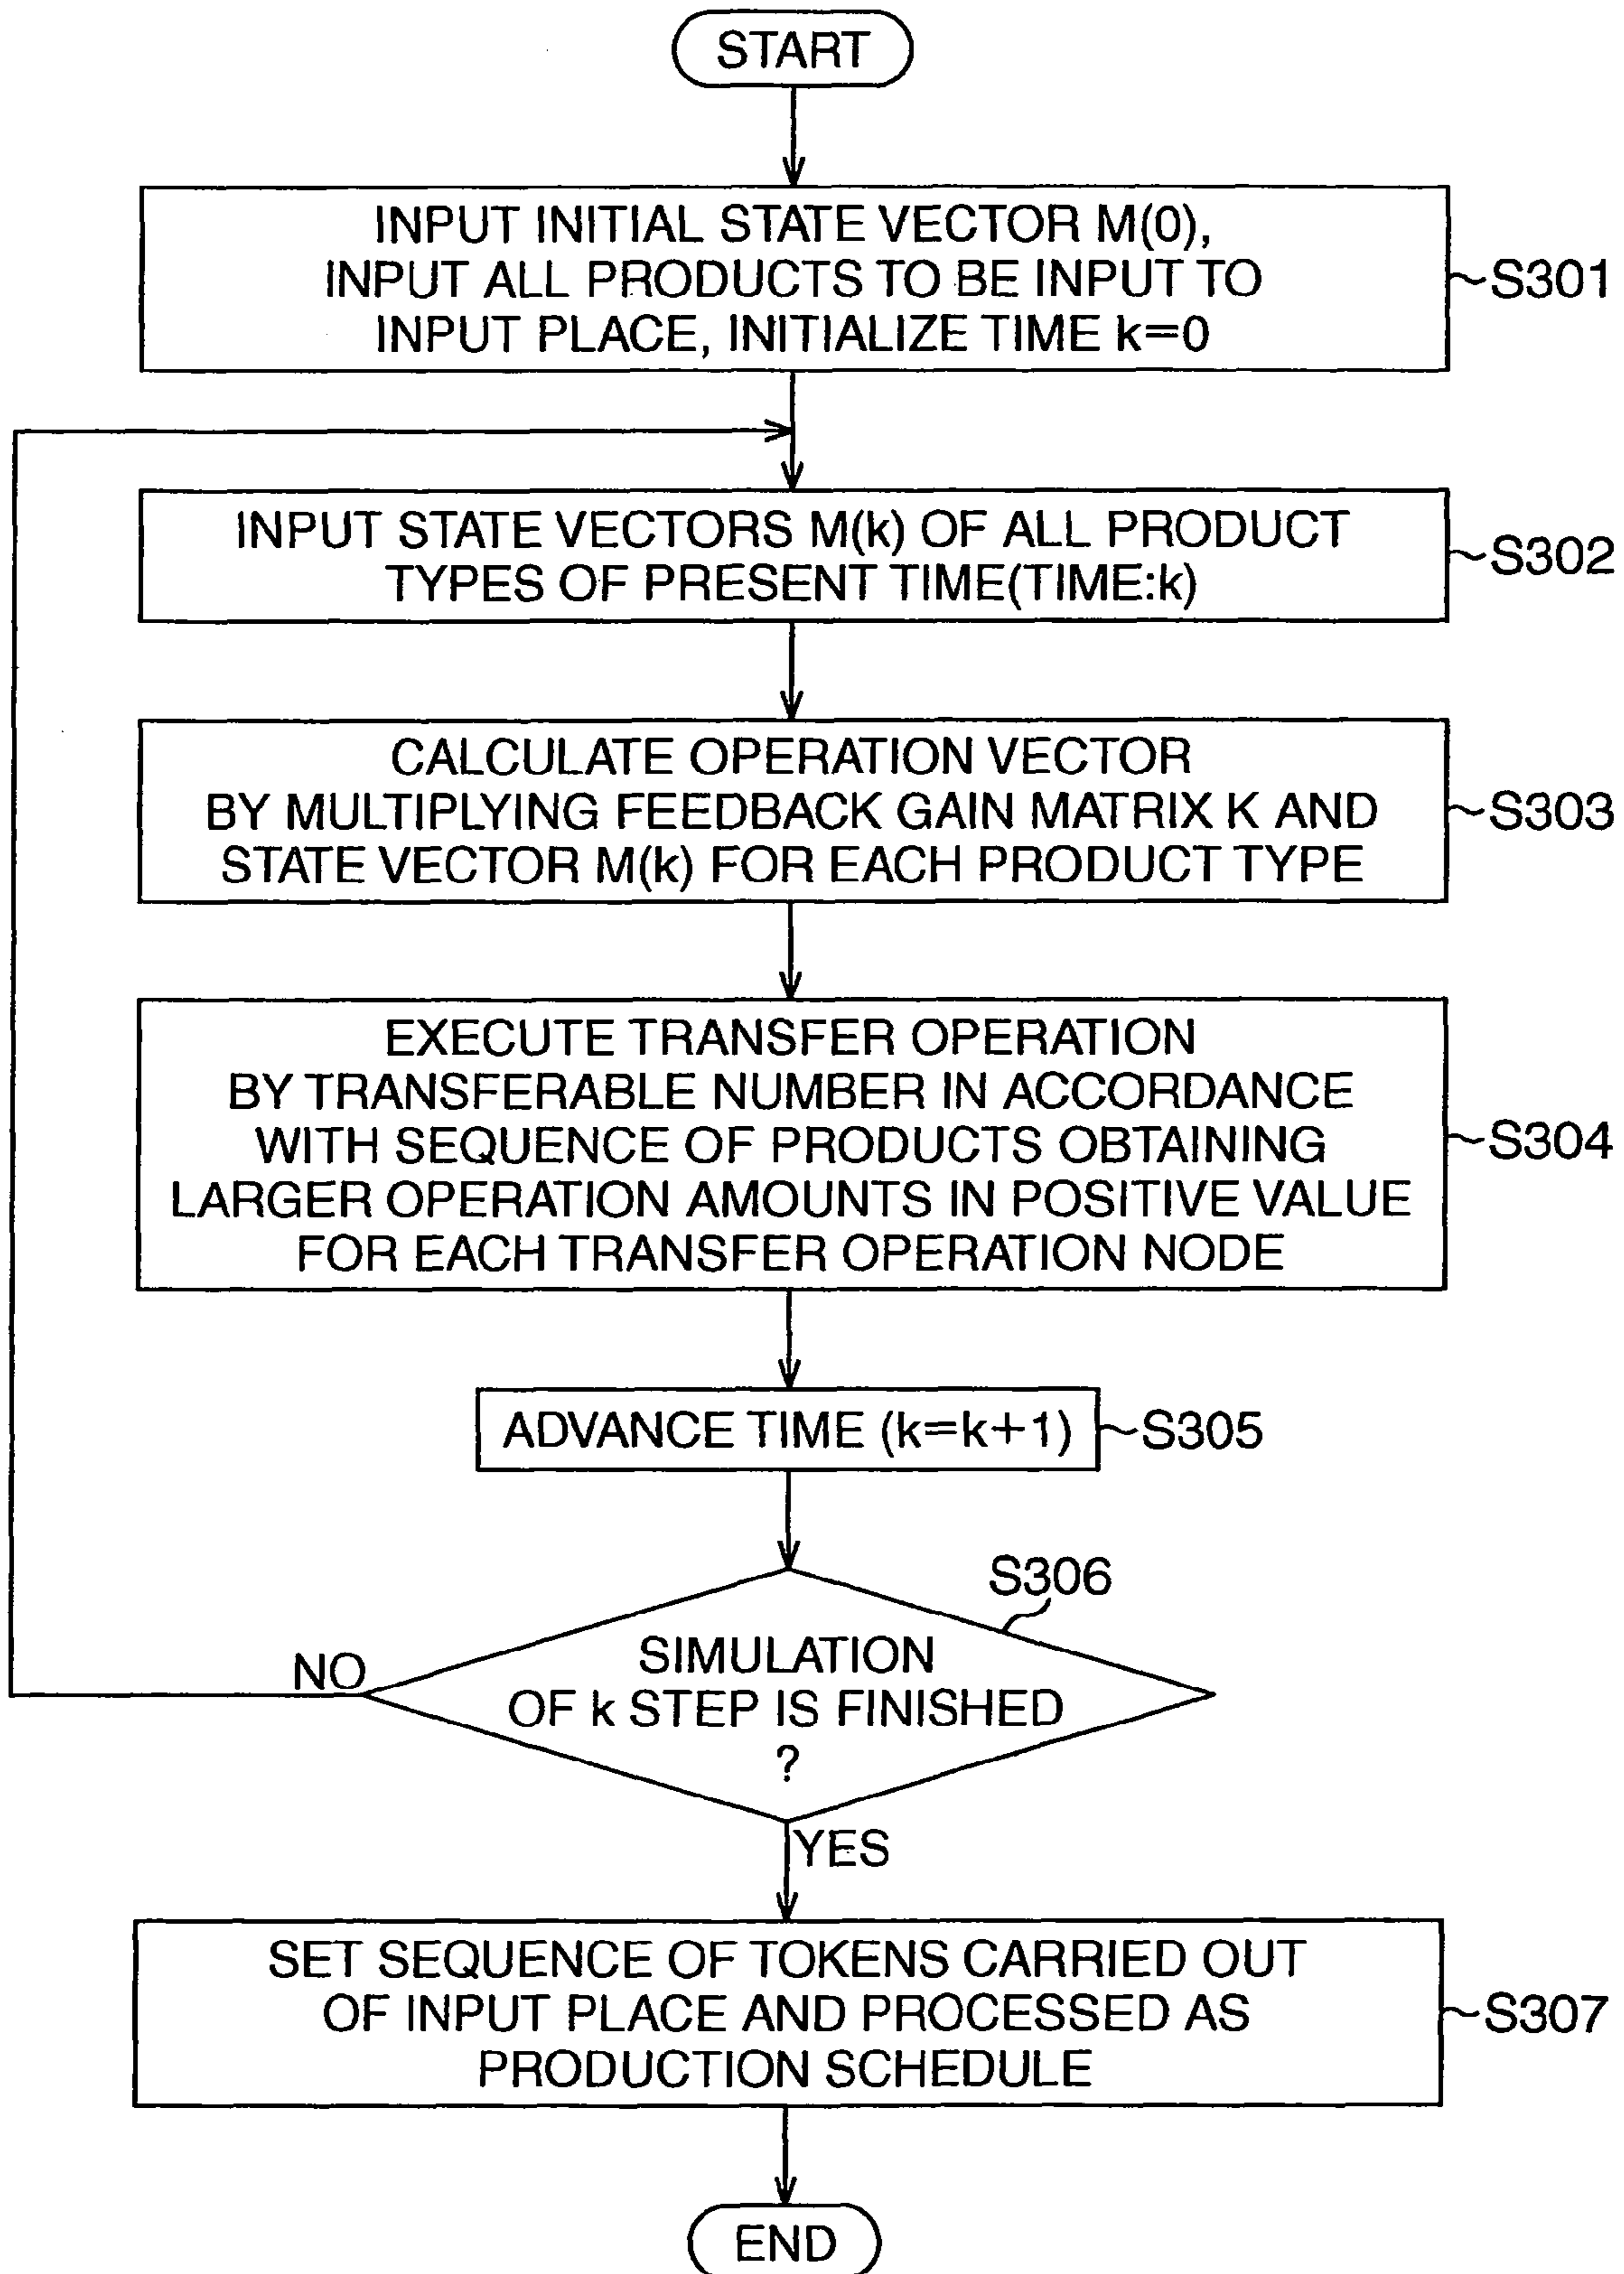 START
INPUT INITIAL STATE VECTOR M(0),
INPUT ALL PRODUCTS TO BE INPUT TO
INPUT PLACE, INITIALIZE TIME k=0
S301
INPUT STATE VECTORS M(k) OF ALL PRODUCT
TYPES OF PRESENT TIME(TIME:k)
S302
CALCULATE OPERATION VECTOR
BY MULTIPLYING FEEDBACK GAIN MATRIX K AND
STATE VECTOR M(k) FOR EACH PRODUCT TYPE
S303
EXECUTE TRANSFER OPERATION
BY TRANSFERABLE NUMBER IN ACCORDANCE
WITH SEQUENCE OF PRODUCTS OBTAINING
LARGER OPERATION AMOUNTS IN POSITIVE VALUE
FOR EACH TRANSFER OPERATION NODE
S304
ADVANCE TIME (k=k+1)
S305
S306
SIMULATION
OF k STEP IS FINISHED
?
NO
YES
SET SEQUENCE OF TOKENS CARRIED OUT
OF INPUT PLACE AND PROCESSED AS
PRODUCTION SCHEDULE
S307
END